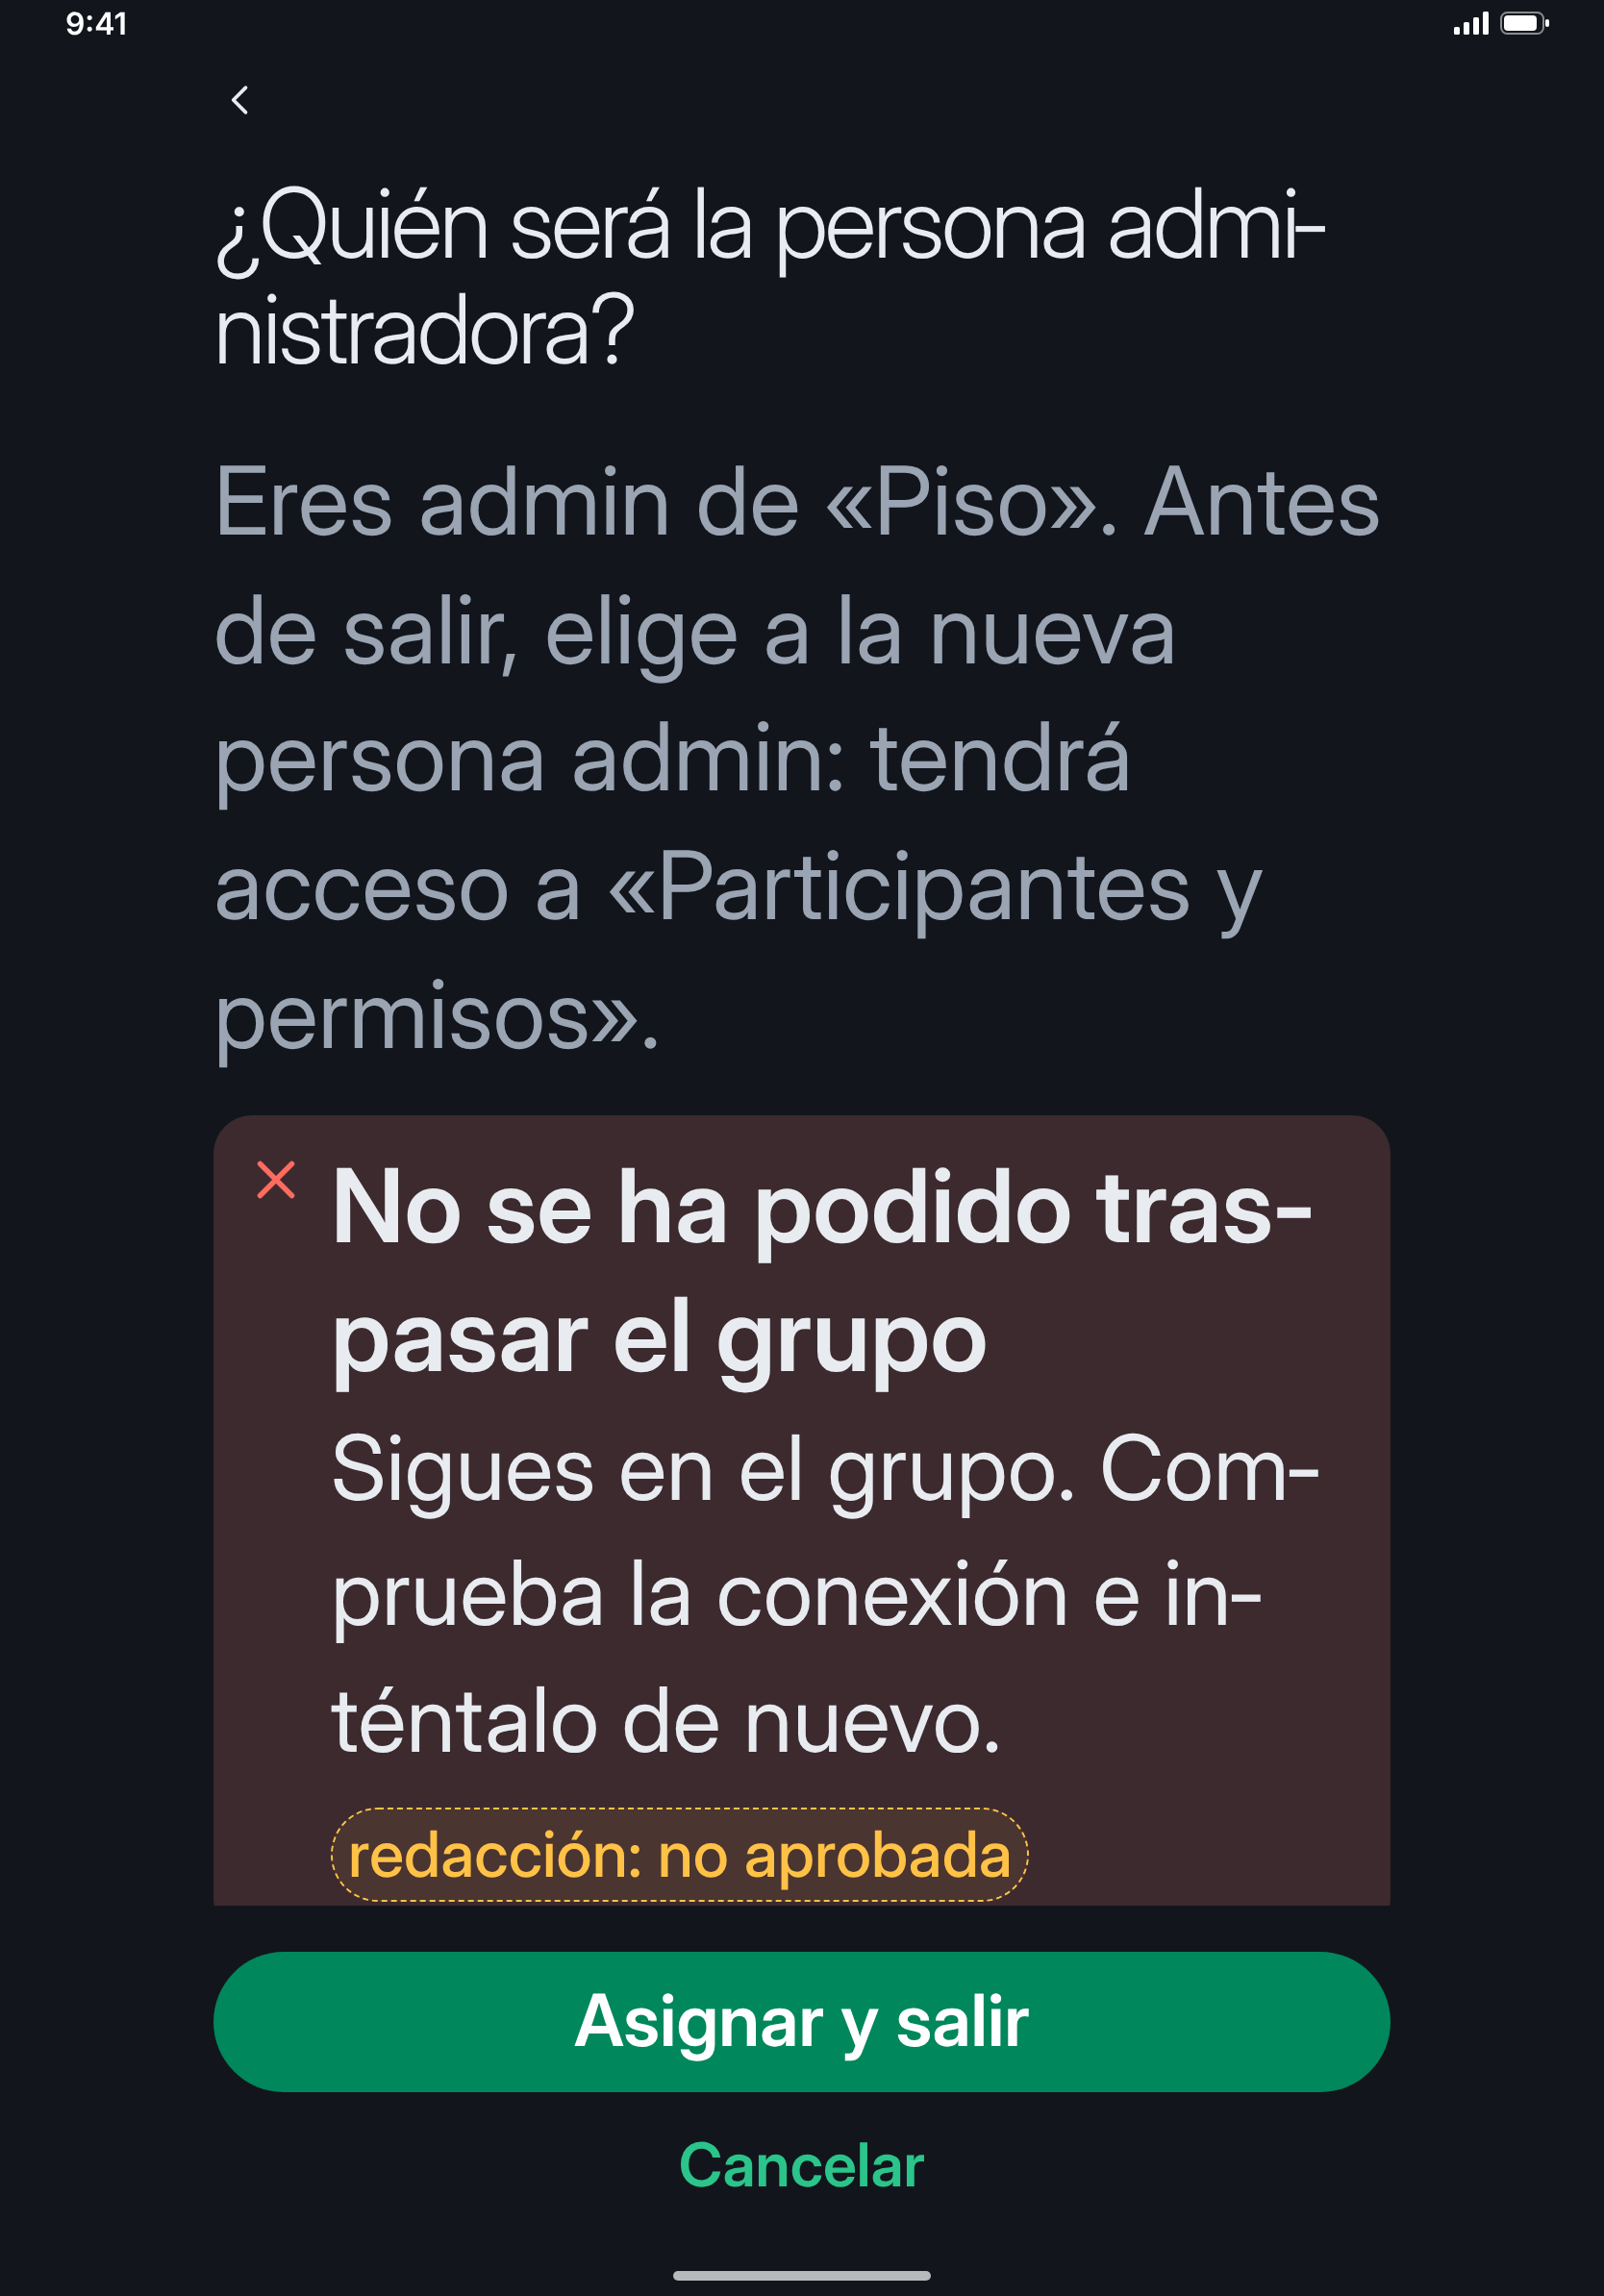 9:41
¿Quién será la persona admi-
nistradora?
Eres admin de «Piso». Antes
de salir, elige a la nueva
persona admin: tendrá
acceso a «Participantes y
permisos».
No se ha podido tras-
pasar el grupo
Sigues en el grupo. Com-
prueba la conexión e in-
téntalo de nuevo.
redacción: no aprobada
Asignar y salir
Cancelar